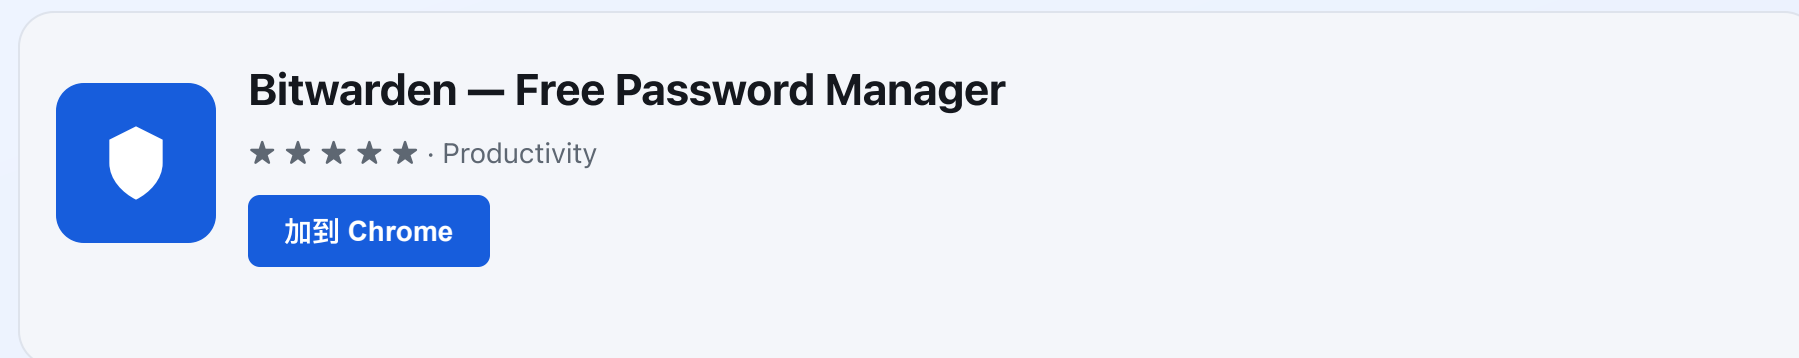 Bitwarden — Free Password Manager
★ ★ ★ ★ ★ · Productivity
加到 Chrome